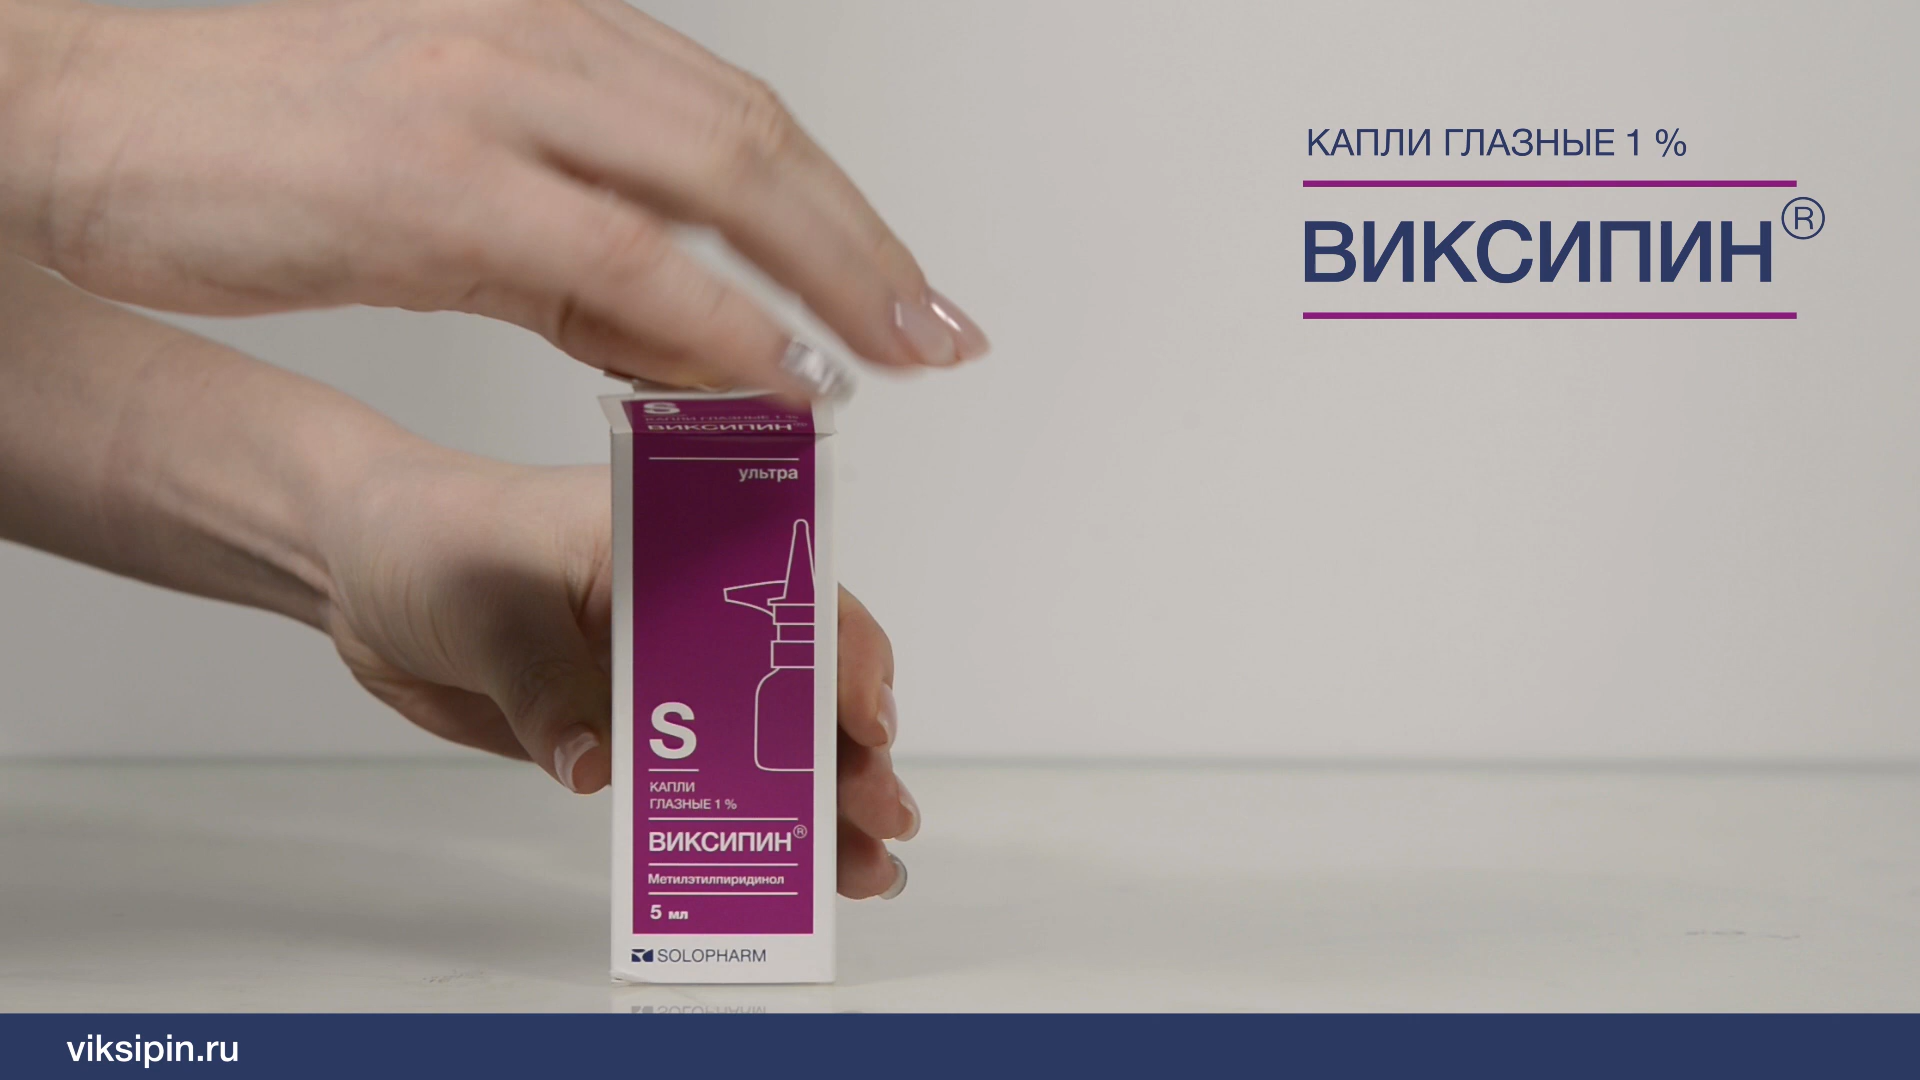 КАПЛИ ГЛАЗНЫЕ 1 %
ВИКСИПИН®
S
КАПЛИ ГЛАЗНЫЕ 1 %
ВИКСИПИН®
ультра
S
КАПЛИ
ГЛАЗНЫЕ 1 %
ВИКСИПИН®
Метилэтилпиридинол
5 мл
SOLOPHARM
viksipin.ru